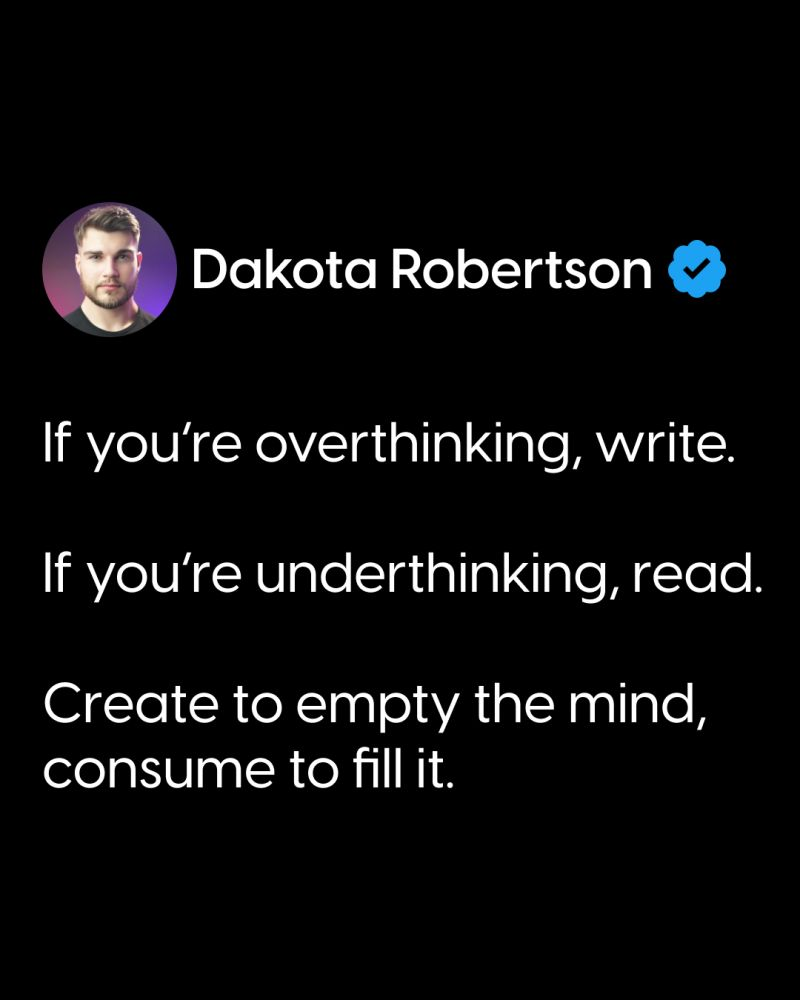 Dakota Robertson
If you’re overthinking, write.
If you’re underthinking, read.
Create to empty the mind,
consume to fill it.